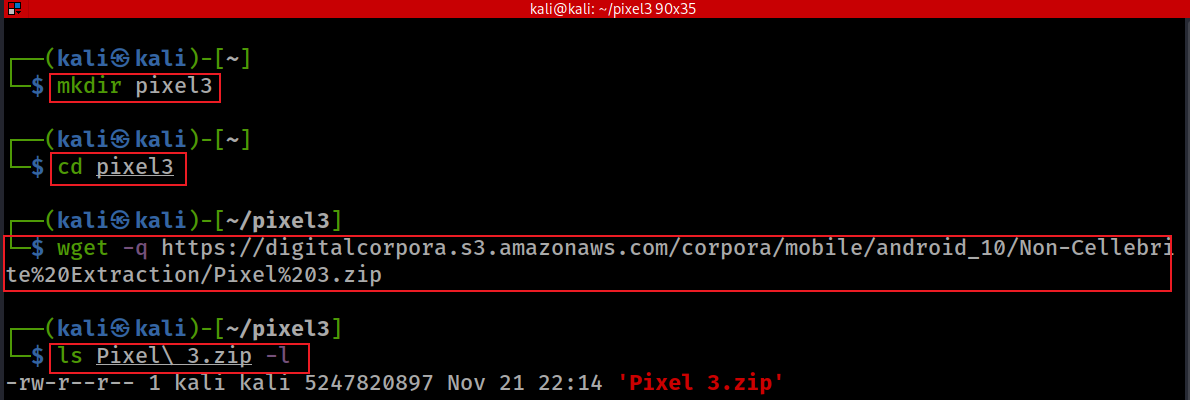 kali@kali: ~/pixel3 90x35
┌──(kali㉿kali)-[~]
└─$ mkdir pixel3
┌──(kali㉿kali)-[~]
└─$ cd pixel3
┌──(kali㉿kali)-[~/pixel3]
└─$ wget -q https://digitalcorpora.s3.amazonaws.com/corpora/mobile/android_10/Non-Cellebri
te%20Extraction/Pixel%203.zip
┌──(kali㉿kali)-[~/pixel3]
└─$ ls Pixel\ 3.zip -l
-rw-r--r-- 1 kali kali 5247820897 Nov 21 22:14 'Pixel 3.zip'